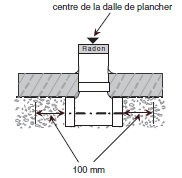 centre de la dalle de plancher
Radon
100 mm